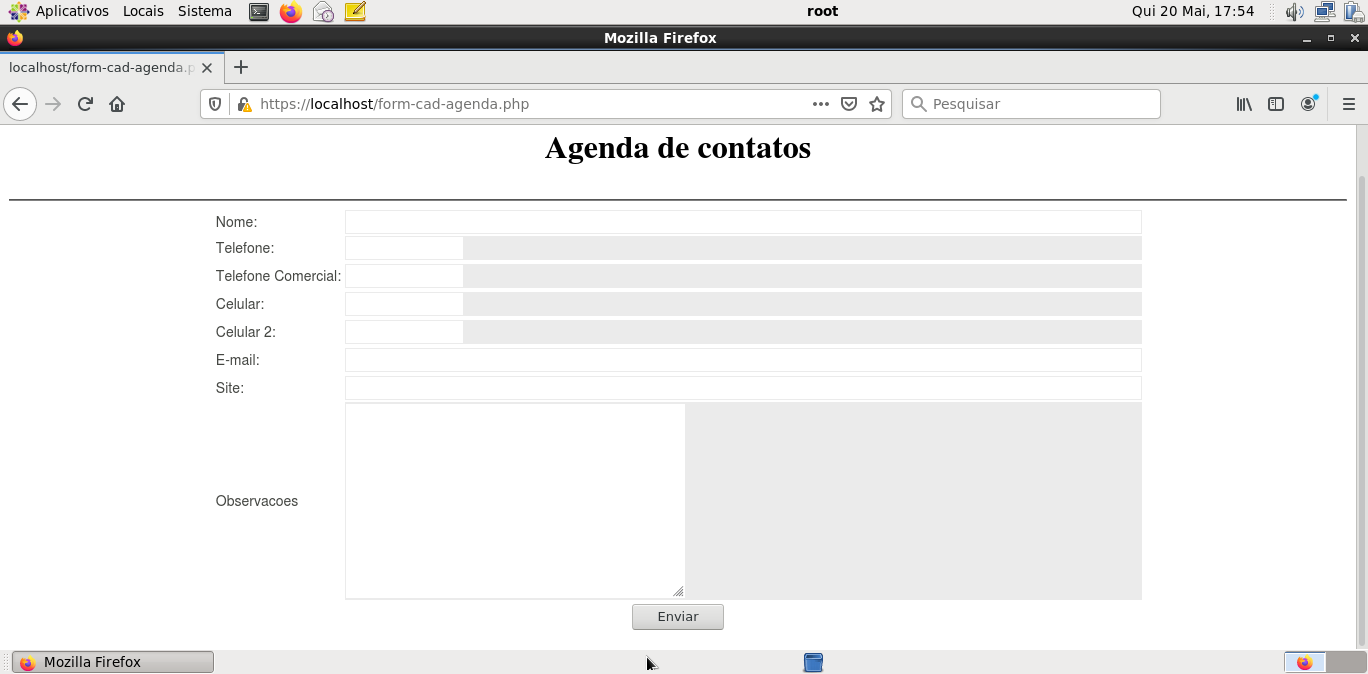 Aplicativos Locais Sistema root Qui 20 Mai, 17:54
Mozilla Firefox
localhost/form-cad-agenda.p
https://localhost/form-cad-agenda.php Pesquisar
Agenda de contatos
Nome:
Telefone:
Telefone Comercial:
Celular:
Celular 2:
E-mail:
Site:
Observacoes
Enviar
Mozilla Firefox